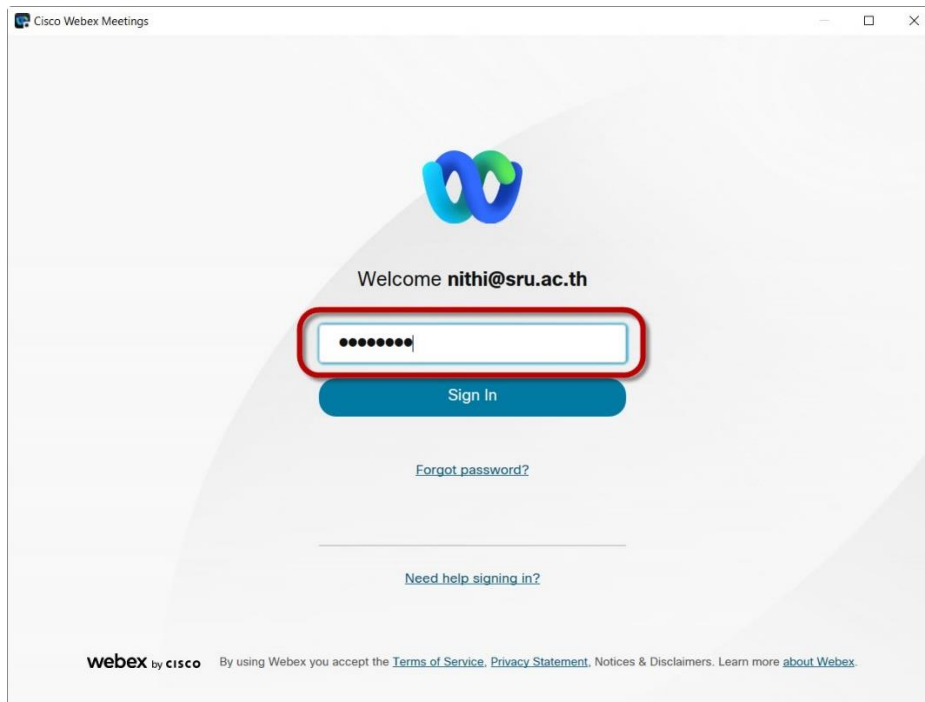 Cisco Webex Meetings
Welcome nithi@sru.ac.th
●●●●●●●●
Sign In
Forgot password?
Need help signing in?
webex by CISCO By using Webex you accept the Terms of Service, Privacy Statement, Notices & Disclaimers. Learn more about Webex.